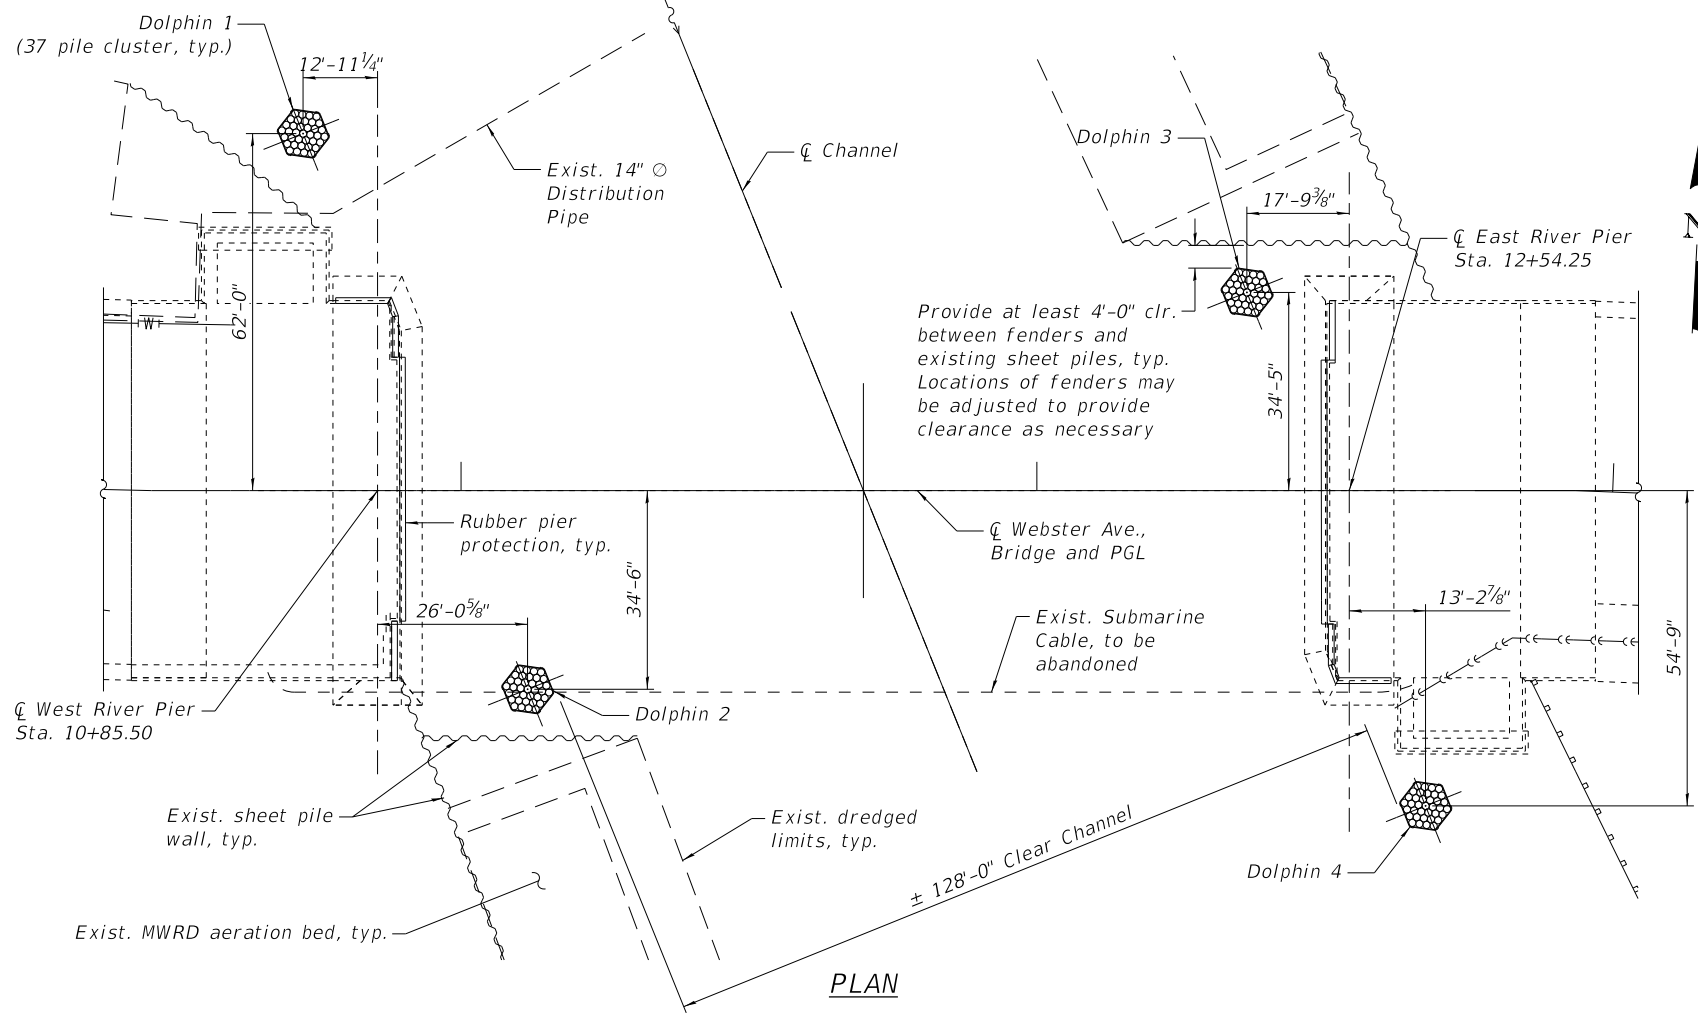 Dolphin 1
(37 pile cluster, typ.)
12'-11¼"
Exist. 14" ∅
Distribution
Pipe
℄ Channel
Dolphin 3
17'-9⅜"
℄ East River Pier
Sta. 12+54.25
N
62'-0"
Provide at least 4'-0" clr.
between fenders and
existing sheet piles, typ.
Locations of fenders may
be adjusted to provide
clearance as necessary
34'-5"
W
Rubber pier
protection, typ.
℄ Webster Ave.,
Bridge and PGL
34'-6"
26'-0⅝"
Exist. Submarine
Cable, to be
abandoned
13'-2⅞"
54'-9"
℄ West River Pier
Sta. 10+85.50
Dolphin 2
Exist. sheet pile
wall, typ.
Exist. dredged
limits, typ.
± 128'-0" Clear Channel
Dolphin 4
Exist. MWRD aeration bed, typ.
PLAN